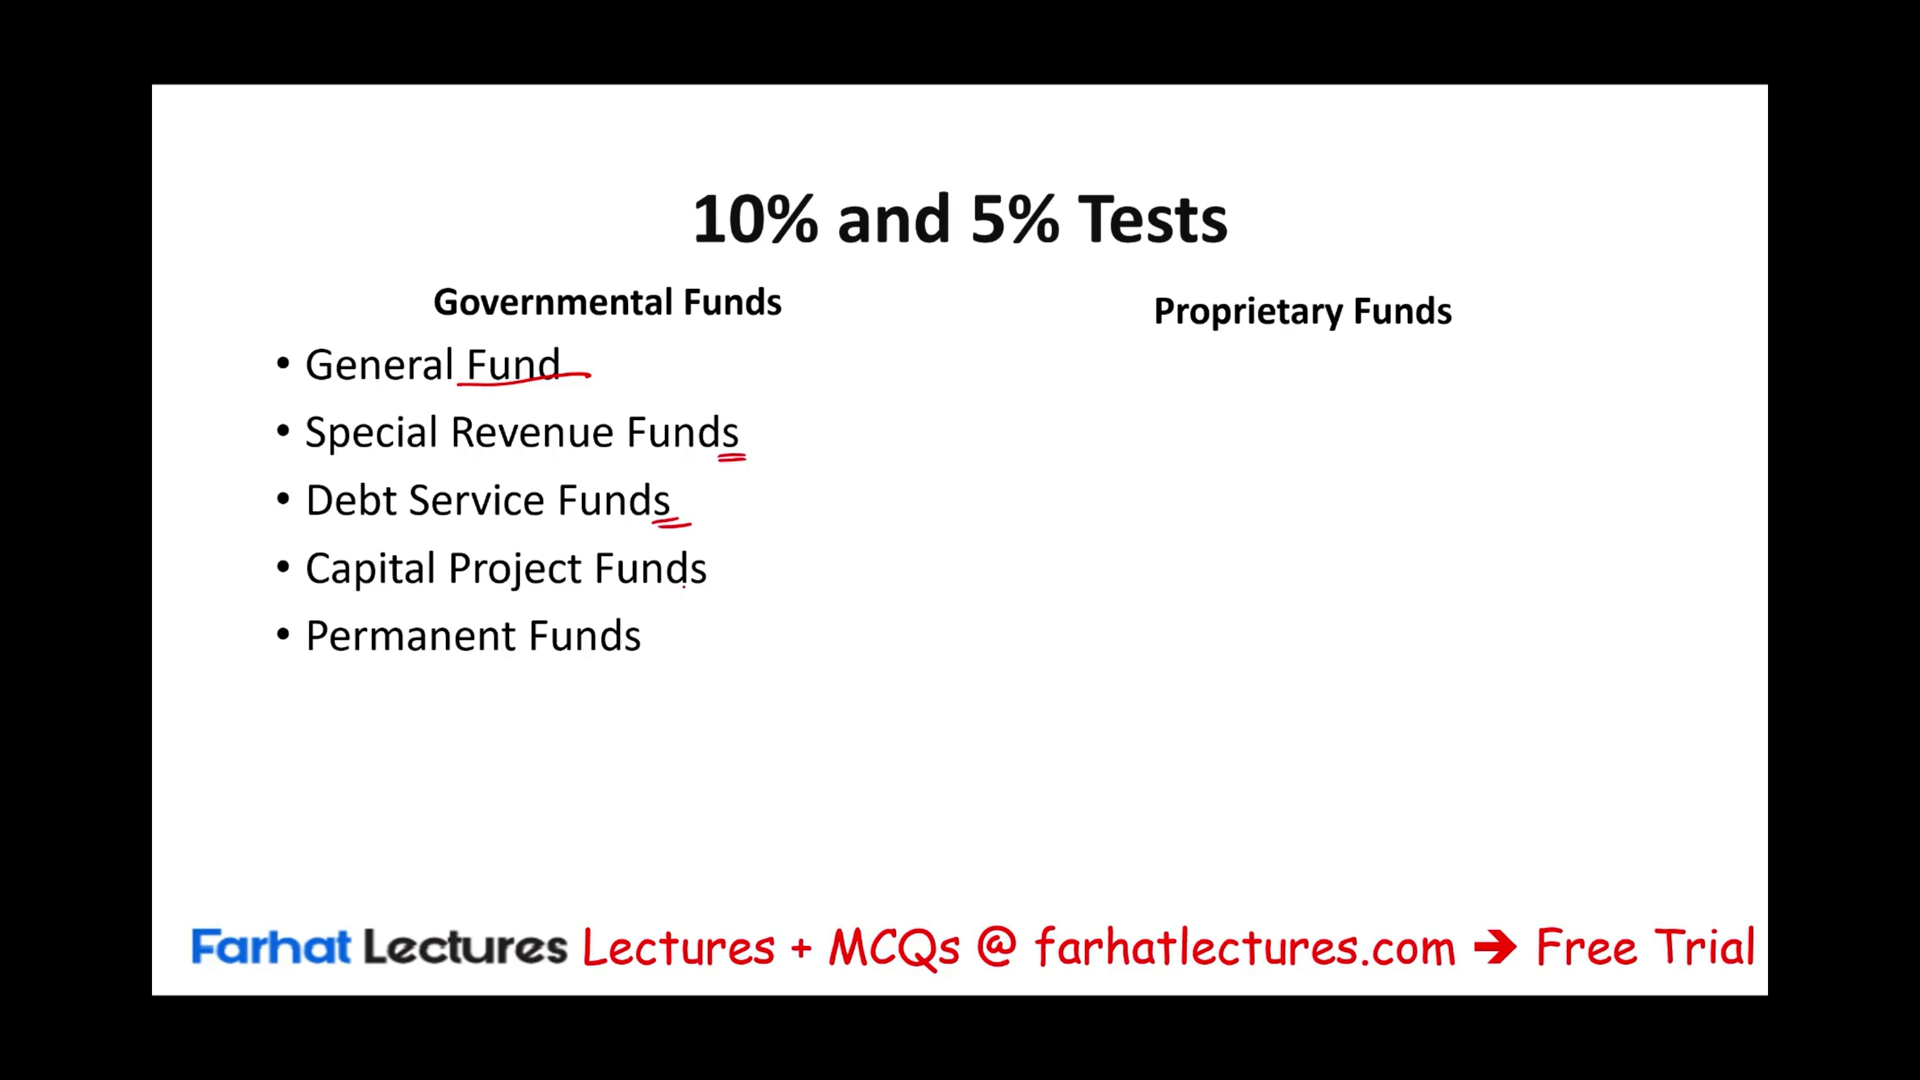 10% and 5% Tests
Governmental Funds
• General Fund
• Special Revenue Funds
• Debt Service Funds
• Capital Project Funds
• Permanent Funds
Proprietary Funds
Farhat Lectures Lectures + MCQs @ farhatlectures.com → Free Trial